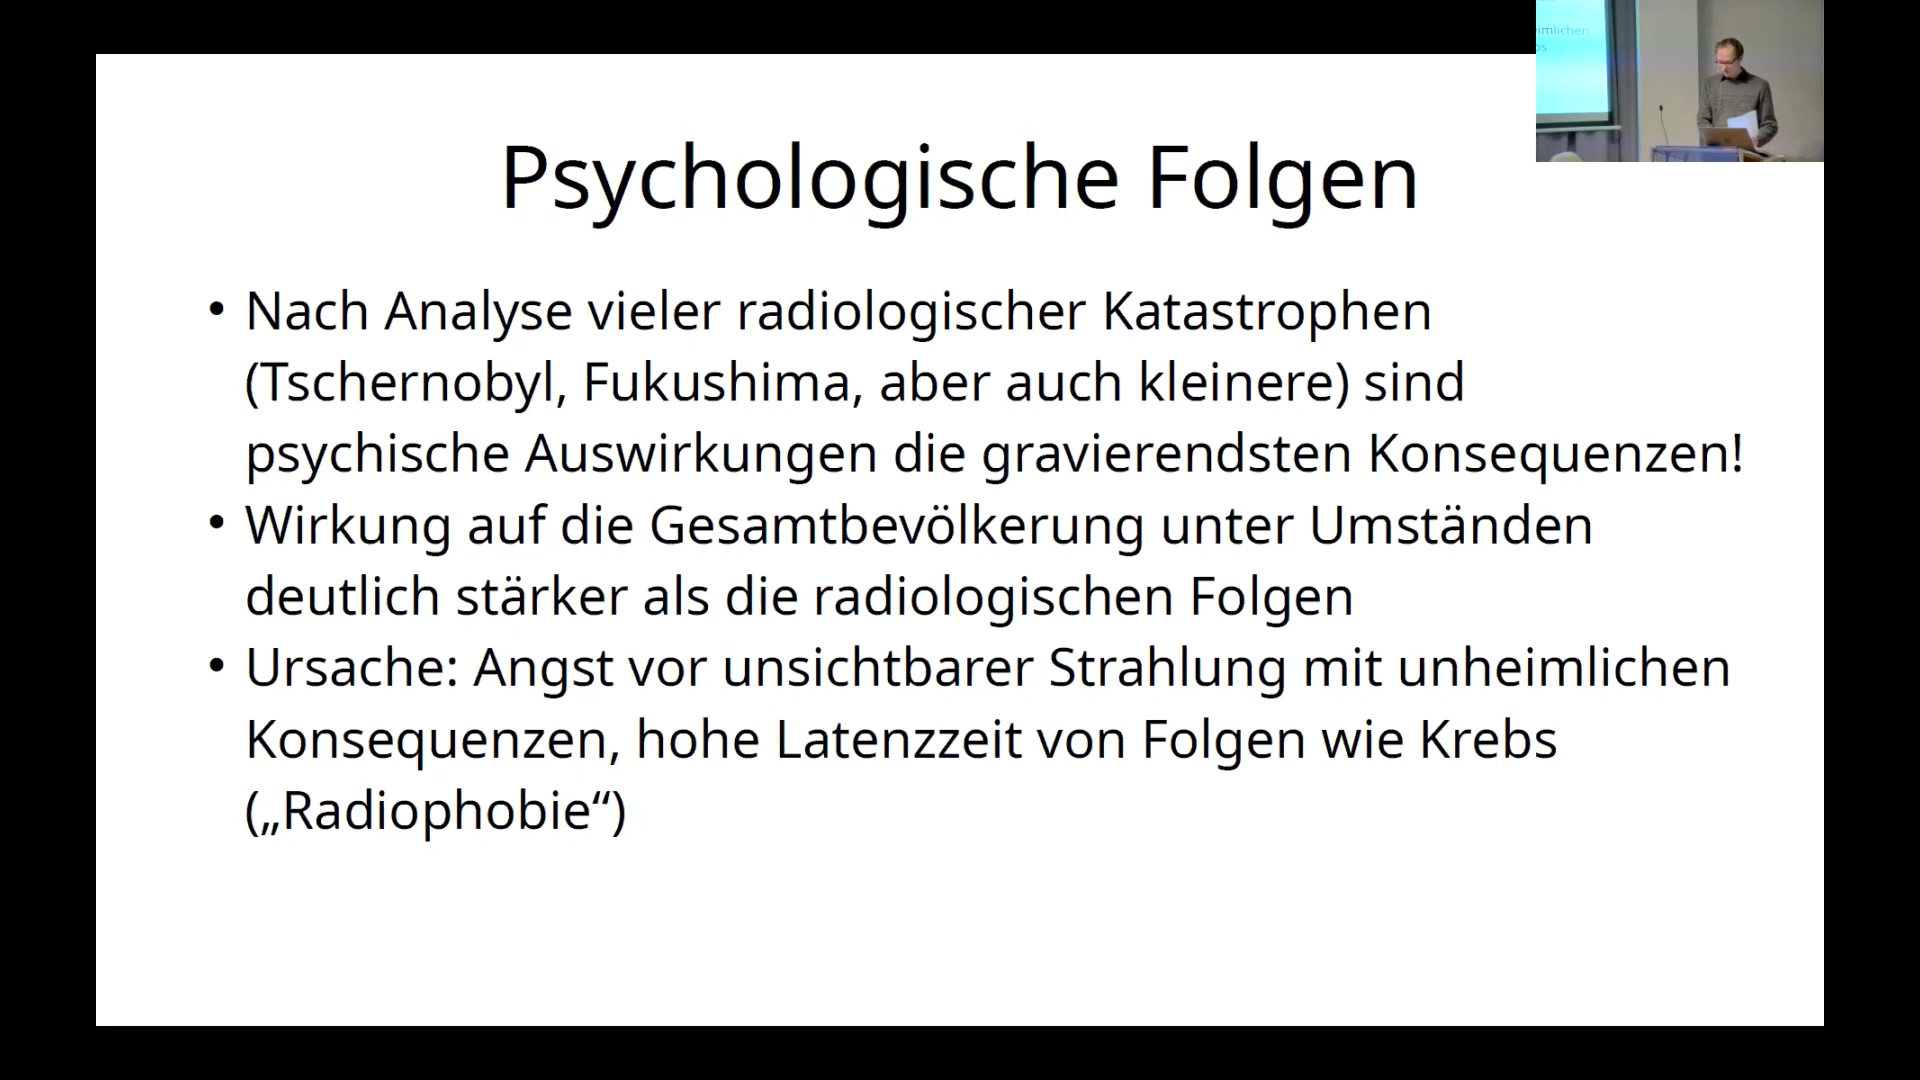 Psychologische Folgen
• Nach Analyse vieler radiologischer Katastrophen
(Tschernobyl, Fukushima, aber auch kleinere) sind
psychische Auswirkungen die gravierendsten Konsequenzen!
• Wirkung auf die Gesamtbevölkerung unter Umständen
deutlich stärker als die radiologischen Folgen
• Ursache: Angst vor unsichtbarer Strahlung mit unheimlichen
Konsequenzen, hohe Latenzzeit von Folgen wie Krebs
(„Radiophobie“)